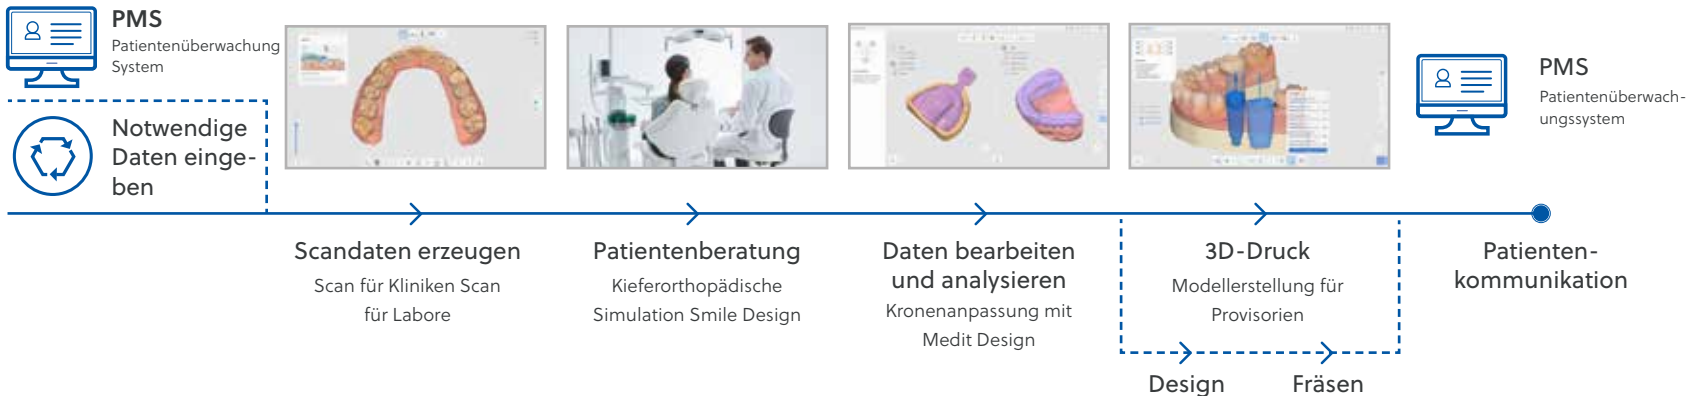 PMS
Patientenüberwachung
System
Notwendige
Daten einge-
ben
Scandaten erzeugen
Scan für Kliniken Scan
für Labore
Patientenberatung
Kieferorthopädische
Simulation Smile Design
Daten bearbeiten
und analysieren
Kronenanpassung mit
Medit Design
3D-Druck
Modellerstellung für
Provisorien
Design
Fräsen
PMS
Patientenüberwach-
ungssystem
Patienten-
kommunikation